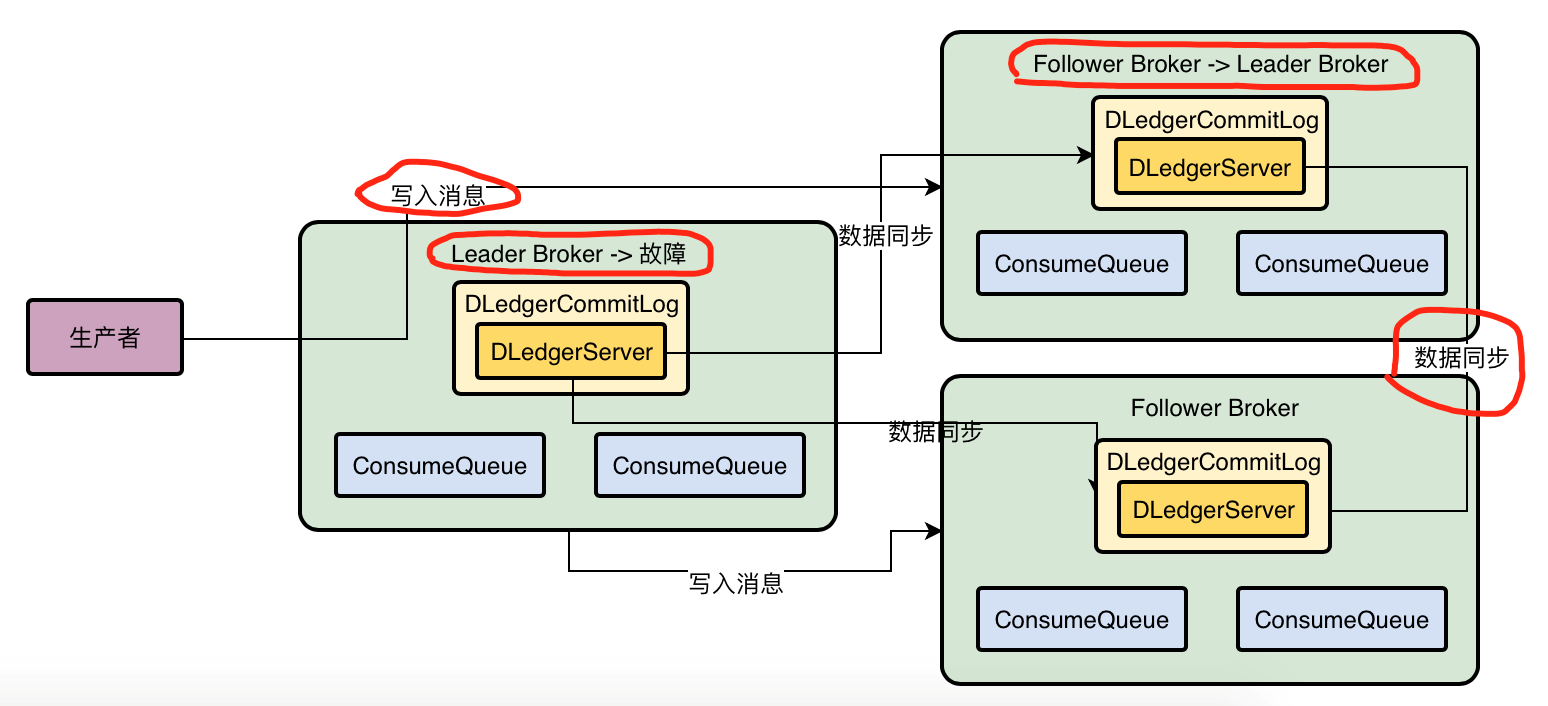 Follower Broker -> Leader Broker
DLedgerCommitLog
DLedgerServer
ConsumeQueue
ConsumeQueue
写入消息
数据同步
Leader Broker -> 故障
DLedgerCommitLog
DLedgerServer
ConsumeQueue
ConsumeQueue
生产者
数据同步
数据同步
Follower Broker
DLedgerCommitLog
DLedgerServer
ConsumeQueue
ConsumeQueue
写入消息